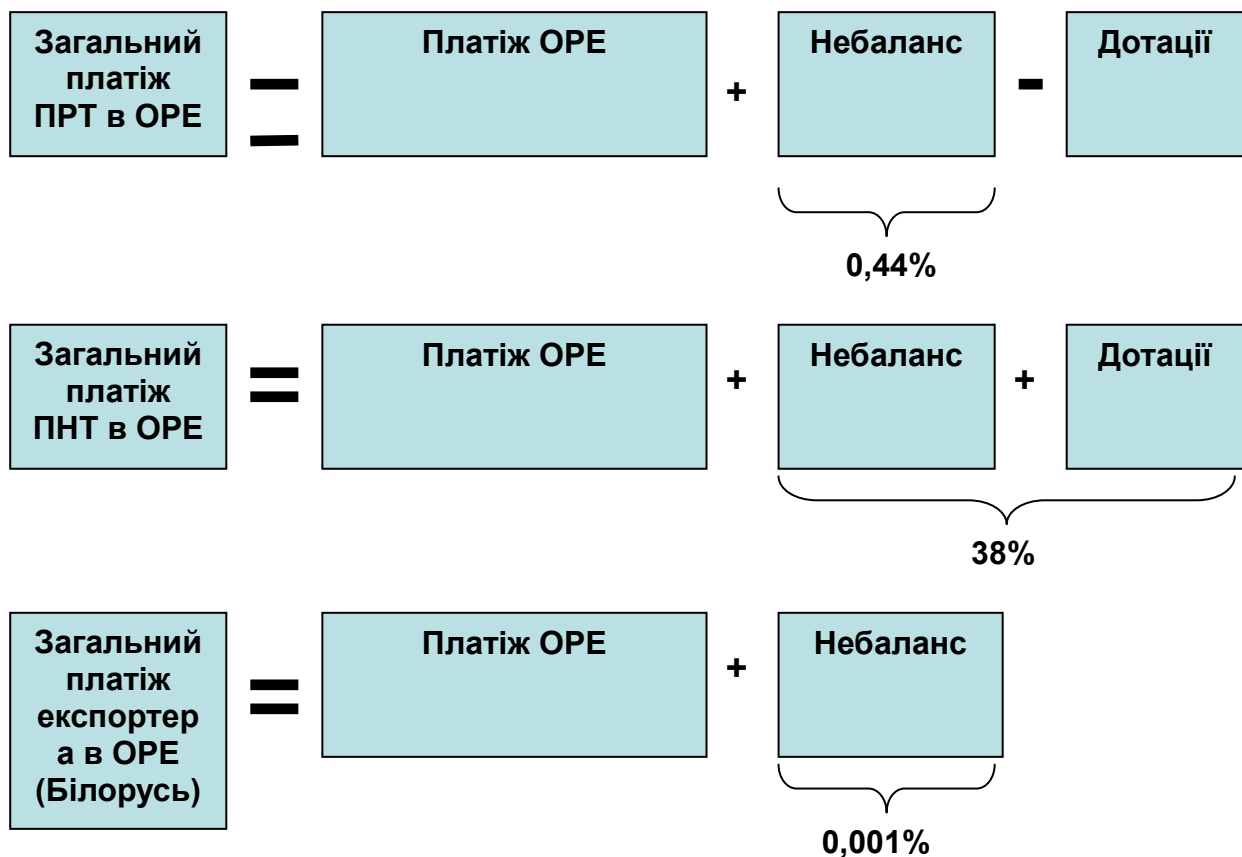 Загальний
платіж
ПРТ в ОРЕ
=
Платіж ОРЕ
+
Небаланс
-
Дотації
0,44%
Загальний
платіж
ПНТ в ОРЕ
=
Платіж ОРЕ
+
Небаланс
+
Дотації
38%
Загальний
платіж
експортер
а в ОРЕ
(Білорусь)
=
Платіж ОРЕ
+
Небаланс
0,001%